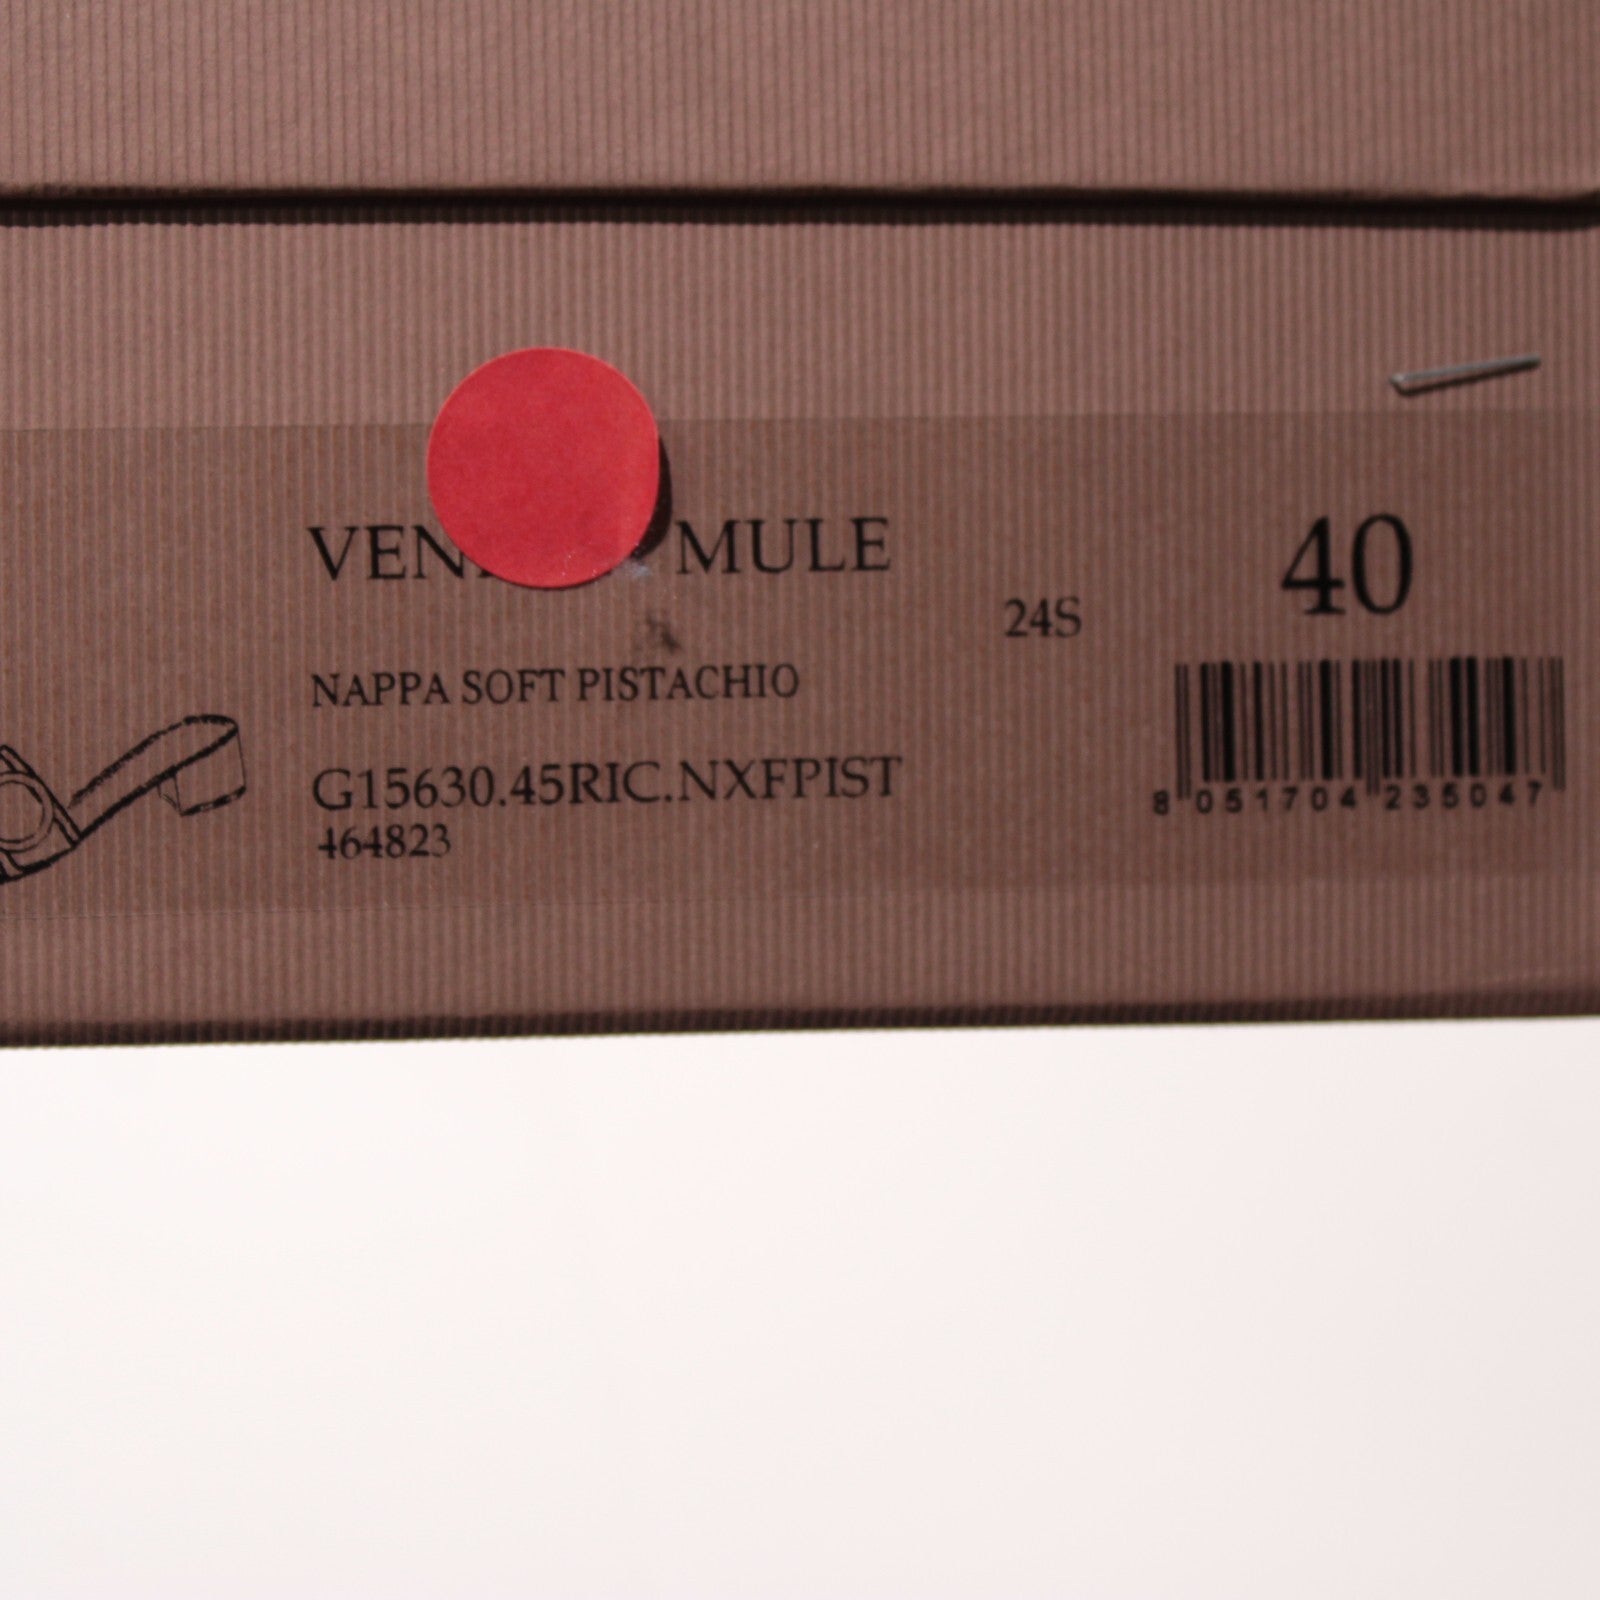 MULE
40
24S
NAPPA SOFT PISTACHIO
G15630.45RIC.NXFPIST
464823
8 051704 235047